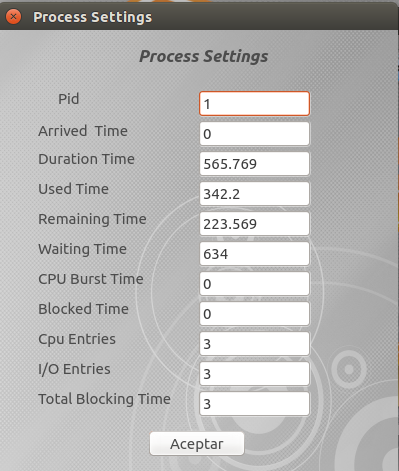 Process Settings
Process Settings
Pid 1
Arrived Time 0
Duration Time 565.769
Used Time 342.2
Remaining Time 223.569
Waiting Time 634
CPU Burst Time 0
Blocked Time 0
Cpu Entries 3
I/O Entries 3
Total Blocking Time 3
Aceptar